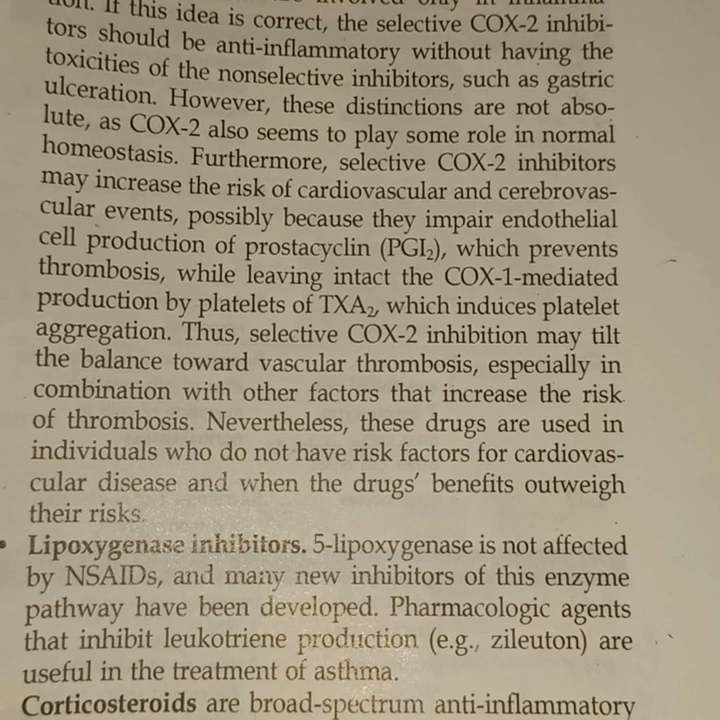 tion. If this idea is correct, the selective COX-2 inhibi-
tors should be anti-inflammatory without having the
toxicities of the nonselective inhibitors, such as gastric
ulceration. However, these distinctions are not abso-
lute, as COX-2 also seems to play some role in normal
homeostasis. Furthermore, selective COX-2 inhibitors
may increase the risk of cardiovascular and cerebrovas-
cular events, possibly because they impair endothelial
cell production of prostacyclin (PGI₂), which prevents
thrombosis, while leaving intact the COX-1-mediated
production by platelets of TXA₂, which induces platelet
aggregation. Thus, selective COX-2 inhibition may tilt
the balance toward vascular thrombosis, especially in
combination with other factors that increase the risk
of thrombosis. Nevertheless, these drugs are used in
individuals who do not have risk factors for cardiovas-
cular disease and when the drugs' benefits outweigh
their risks.
• Lipoxygenase inhibitors. 5-lipoxygenase is not affected
by NSAIDs, and many new inhibitors of this enzyme
pathway have been developed. Pharmacologic agents
that inhibit leukotriene production (e.g., zileuton) are
useful in the treatment of asthma.
Corticosteroids are broad-spectrum anti-inflammatory